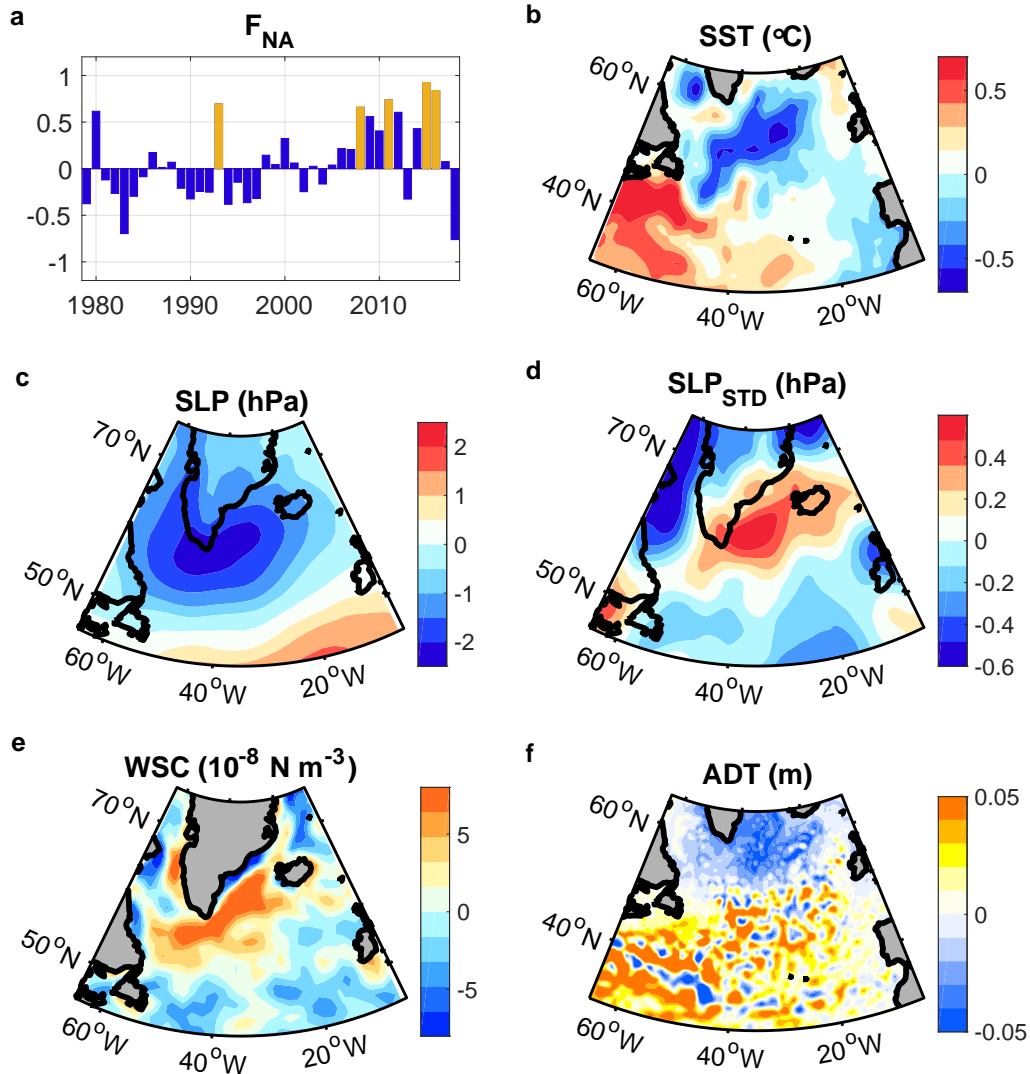 a
F_NA
1
0.5
0
-0.5
-1
1980 1990 2000 2010
b
SST (°C)
60°N
40°N
60°W
40°W
20°W
0.5
0
-0.5
c
SLP (hPa)
70°N
50°N
60°W
40°W
20°W
2
1
0
-1
-2
d
SLP_STD (hPa)
70°N
50°N
60°W
40°W
20°W
0.4
0.2
0
-0.2
-0.4
-0.6
e
WSC (10^-8 N m^-3)
70°N
50°N
60°W
40°W
20°W
5
0
-5
f
ADT (m)
60°N
40°N
60°W
40°W
20°W
0.05
0
-0.05